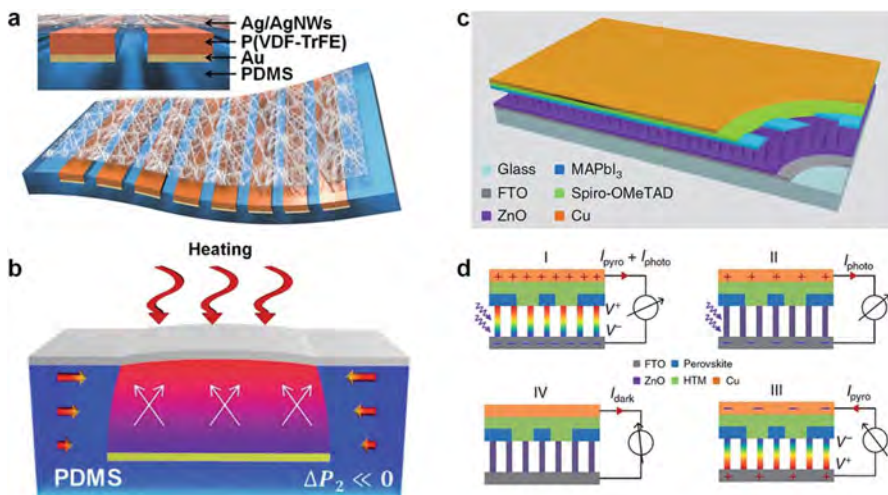 a
Ag/AgNWs
P(VDF-TrFE)
Au
PDMS
b
Heating
PDMS
ΔP₂ ≪ 0
c
Glass
MAPbI₃
FTO
Spiro-OMeTAD
ZnO
Cu
d
I
I_pyro + I_photo
+ + + + + + + + +
V⁺
V⁻
II
I_photo
+ + + +
FTO
Perovskite
ZnO
HTM
Cu
IV
I_dark
III
I_pyro
V⁻
V⁺
+ + + +